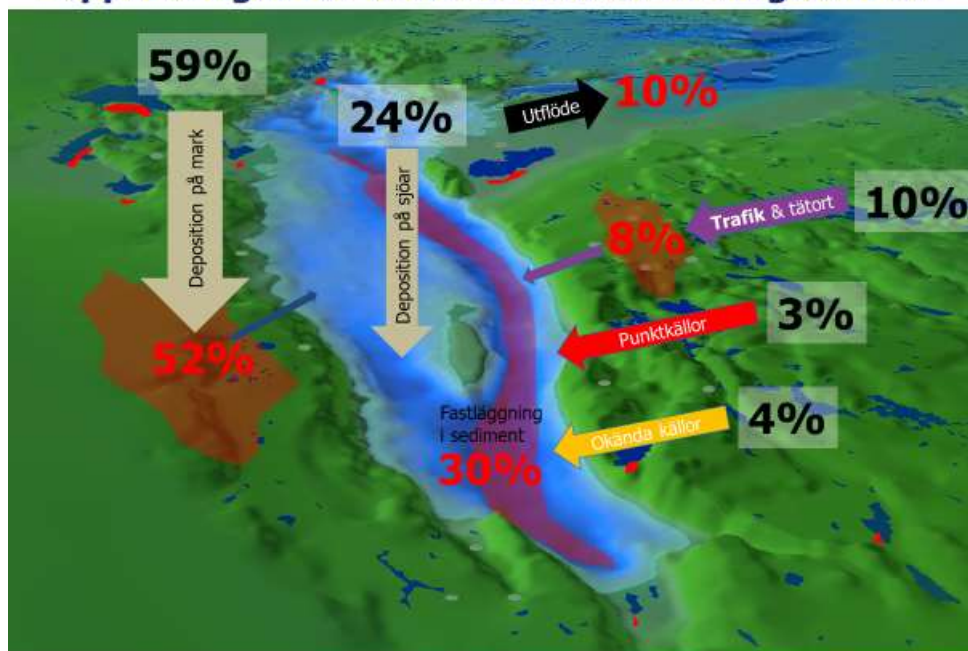 59%
Deposition på mark
24%
Deposition på sjöar
Utflöde
10%
Trafik & tätort
10%
8%
Punktkällor
3%
52%
Fastläggning
i sediment
30%
Okända källor
4%